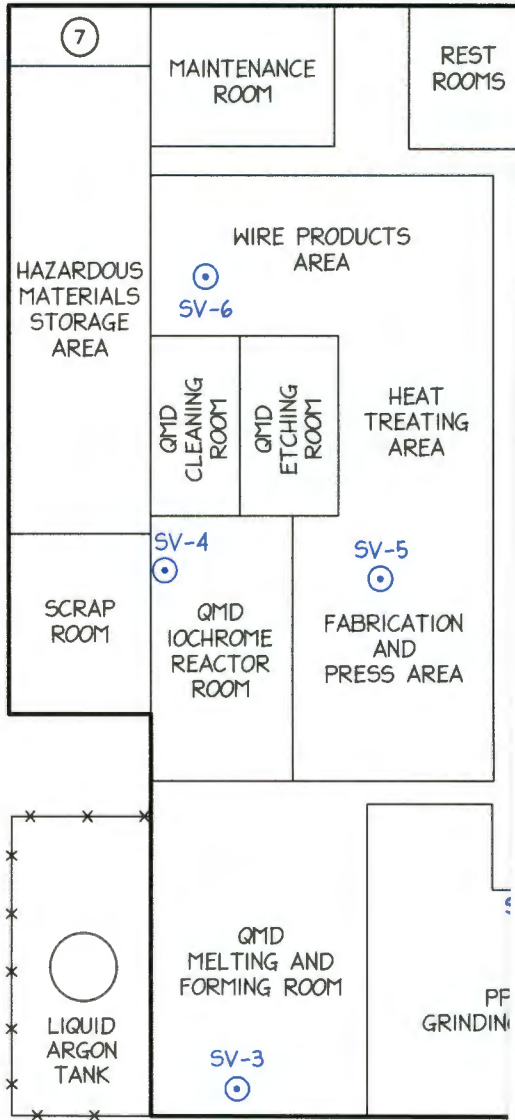 7
MAINTENANCE
ROOM
REST
ROOMS
WIRE PRODUCTS
AREA
SV-6
HAZARDOUS
MATERIALS
STORAGE
AREA
QMD
CLEANING
ROOM
QMD
ETCHING
ROOM
HEAT
TREATING
AREA
SV-4
SV-5
SCRAP
ROOM
QMD
IOCHROME
REACTOR
ROOM
FABRICATION
AND
PRESS AREA
QMD
MELTING AND
FORMING ROOM
LIQUID
ARGON
TANK
SV-3